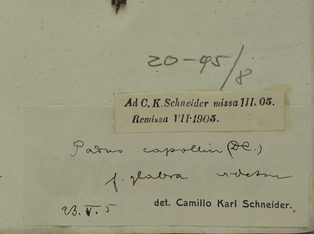 20-95/8
Ad C. K. Schneider missa III. 05.
Remissa VII·1905.
Padus capollin (DC.)
f. glabra
23. V. 5
det. Camillo Karl Schneider.